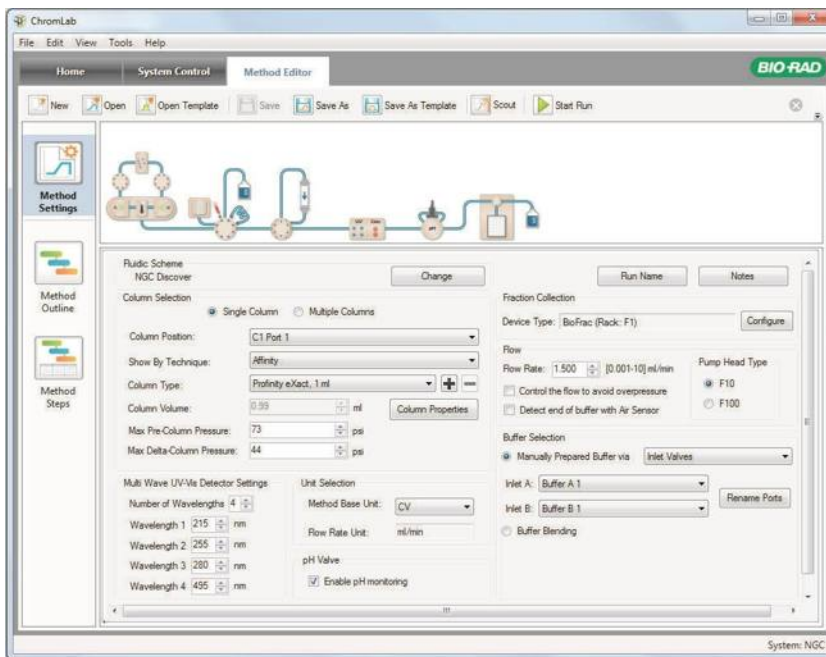 ChromLab
File Edit View Tools Help
Home System Control Method Editor
BIO-RAD
New Open Open Template Save Save As Save As Template Scout Start Run
Method Settings
Method Outline
Method Steps
Fluidic Scheme
NGC Discover
Change
Run Name
Notes
Column Selection
Single Column Multiple Columns
Column Position: C1 Port 1
Show By Technique: Affinity
Column Type: Profinity eXact, 1 ml
Column Volume: 0.99 ml Column Properties
Max Pre-Column Pressure: 73 psi
Max Delta-Column Pressure: 44 psi
Multi Wave UV-Vis Detector Settings
Number of Wavelengths 4
Wavelength 1 215 nm
Wavelength 2 255 nm
Wavelength 3 280 nm
Wavelength 4 495 nm
Unit Selection
Method Base Unit: CV
Flow Rate Unit: ml/min
pH Valve
Enable pH monitoring
Fraction Collection
Device Type: BioFrac (Rack: F1) Configure
Flow
Flow Rate: 1.500 [0.001-10] ml/min
Control the flow to avoid overpressure
Detect end of buffer with Air Sensor
Pump Head Type
F10
F100
Buffer Selection
Manually Prepared Buffer via Inlet Valves
Inlet A: Buffer A 1
Inlet B: Buffer B 1
Rename Ports
Buffer Blending
System: NGC